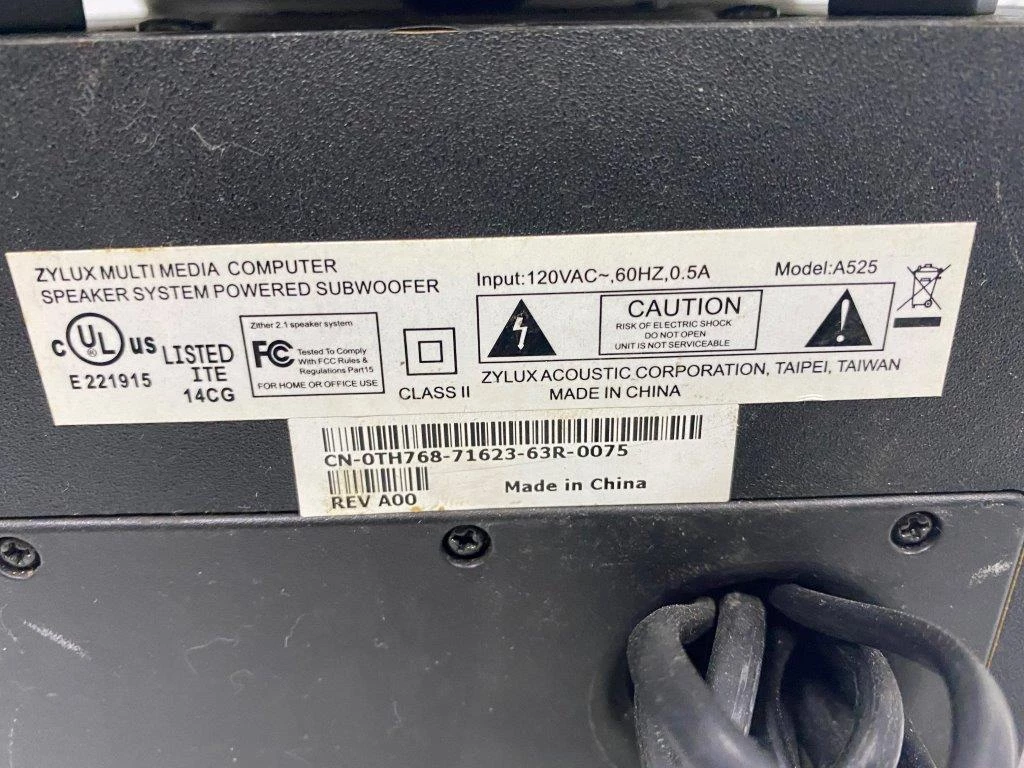 ZYLUX MULTI MEDIA COMPUTER
SPEAKER SYSTEM POWERED SUBWOOFER
c UL ® us
E 221915
LISTED
ITE
14CG
Zither 2.1 speaker system
FC Tested To Comply
With FCC Rules &
Regulations Part15
FOR HOME OR OFFICE USE
CLASS II
Input:120VAC~,60HZ,0.5A
Model:A525
CAUTION
RISK OF ELECTRIC SHOCK
DO NOT OPEN
UNIT IS NOT SERVICEABLE
ZYLUX ACOUSTIC CORPORATION, TAIPEI, TAIWAN
MADE IN CHINA
CN-0TH768-71623-63R-0075
REV A00
Made in China